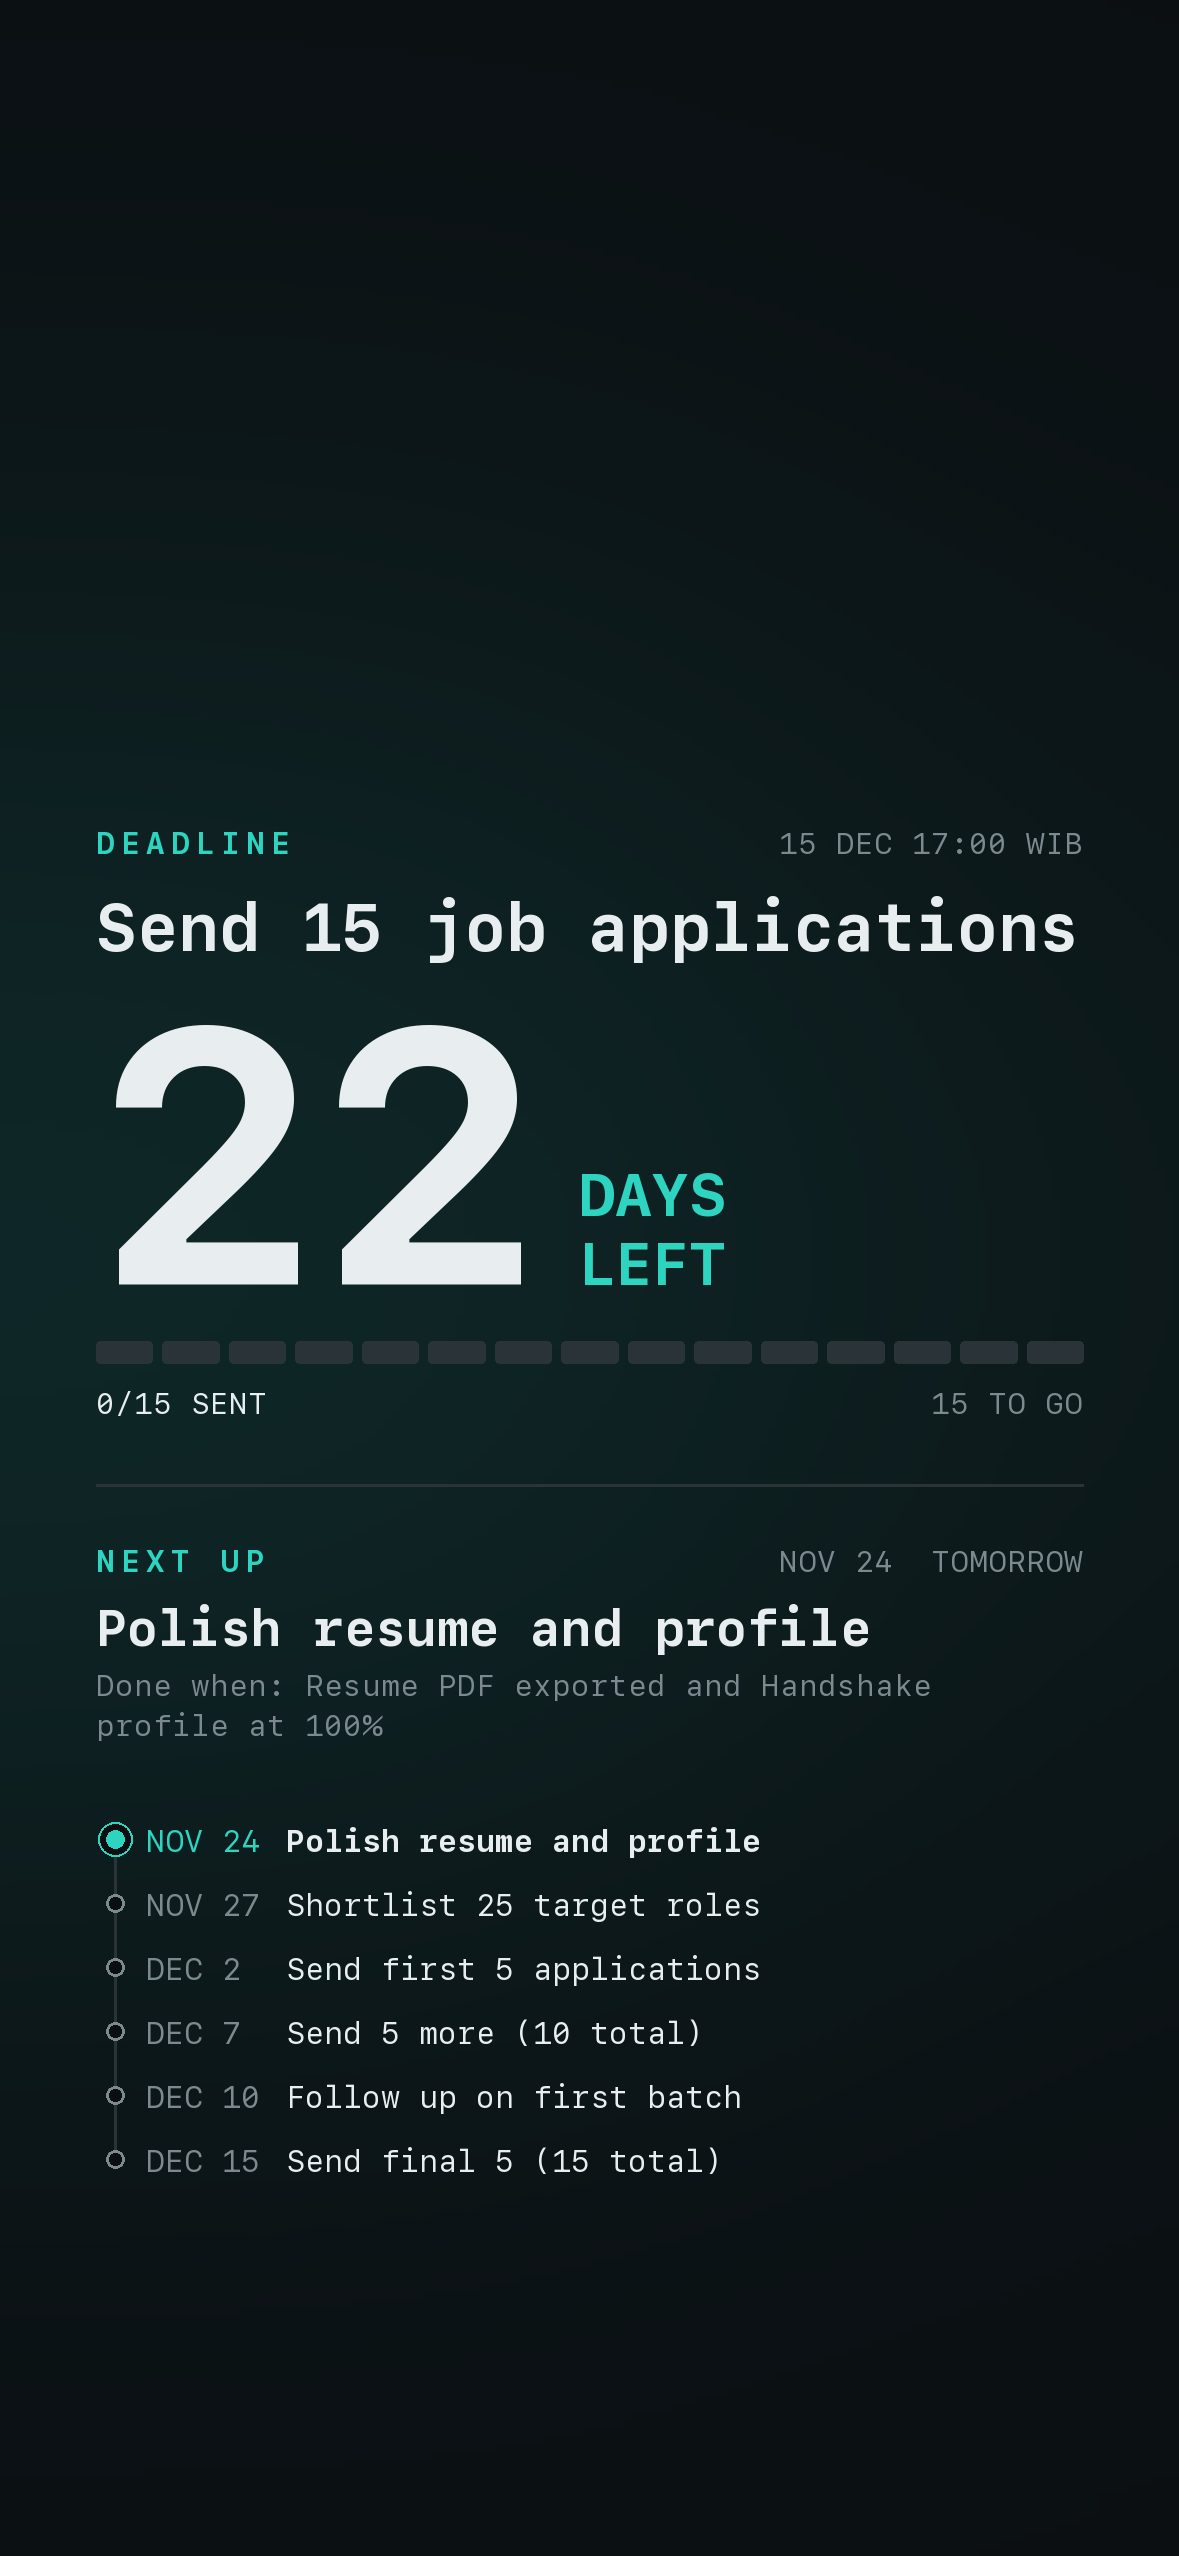 DEADLINE 15 DEC 17:00 WIB
Send 15 job applications
22 DAYS LEFT
0/15 SENT 15 TO GO
NEXT UP NOV 24 TOMORROW
Polish resume and profile
Done when: Resume PDF exported and Handshake
profile at 100%
NOV 24 Polish resume and profile
NOV 27 Shortlist 25 target roles
DEC 2 Send first 5 applications
DEC 7 Send 5 more (10 total)
DEC 10 Follow up on first batch
DEC 15 Send final 5 (15 total)